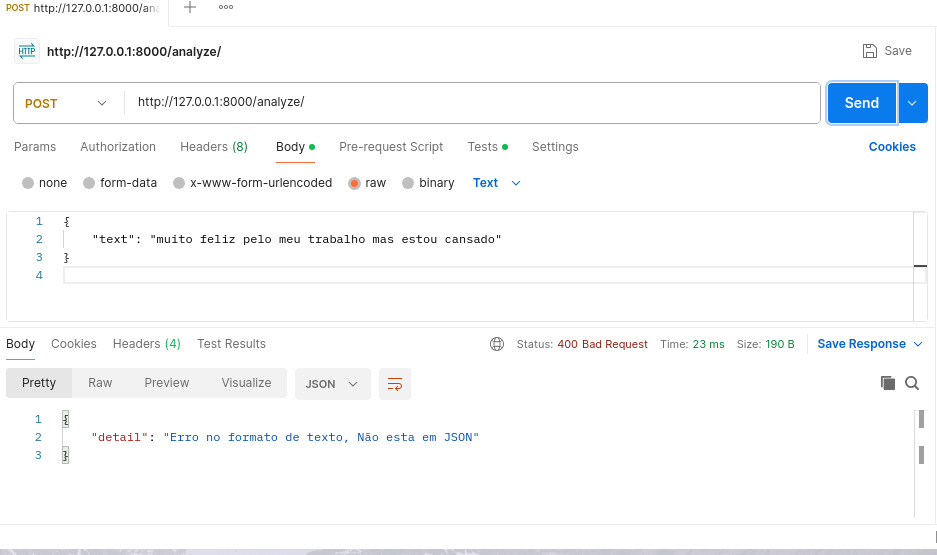 POST http://127.0.0.1:8000/ana
HTTP http://127.0.0.1:8000/analyze/ Save
POST http://127.0.0.1:8000/analyze/ Send
Params Authorization Headers (8) Body Pre-request Script Tests Settings Cookies
none form-data x-www-form-urlencoded raw binary Text
1 {
2 "text": "muito feliz pelo meu trabalho mas estou cansado"
3 }
4
Body Cookies Headers (4) Test Results Status: 400 Bad Request Time: 23 ms Size: 190 B Save Response
Pretty Raw Preview Visualize JSON
1 {
2 "detail": "Erro no formato de texto, Não esta em JSON"
3 }